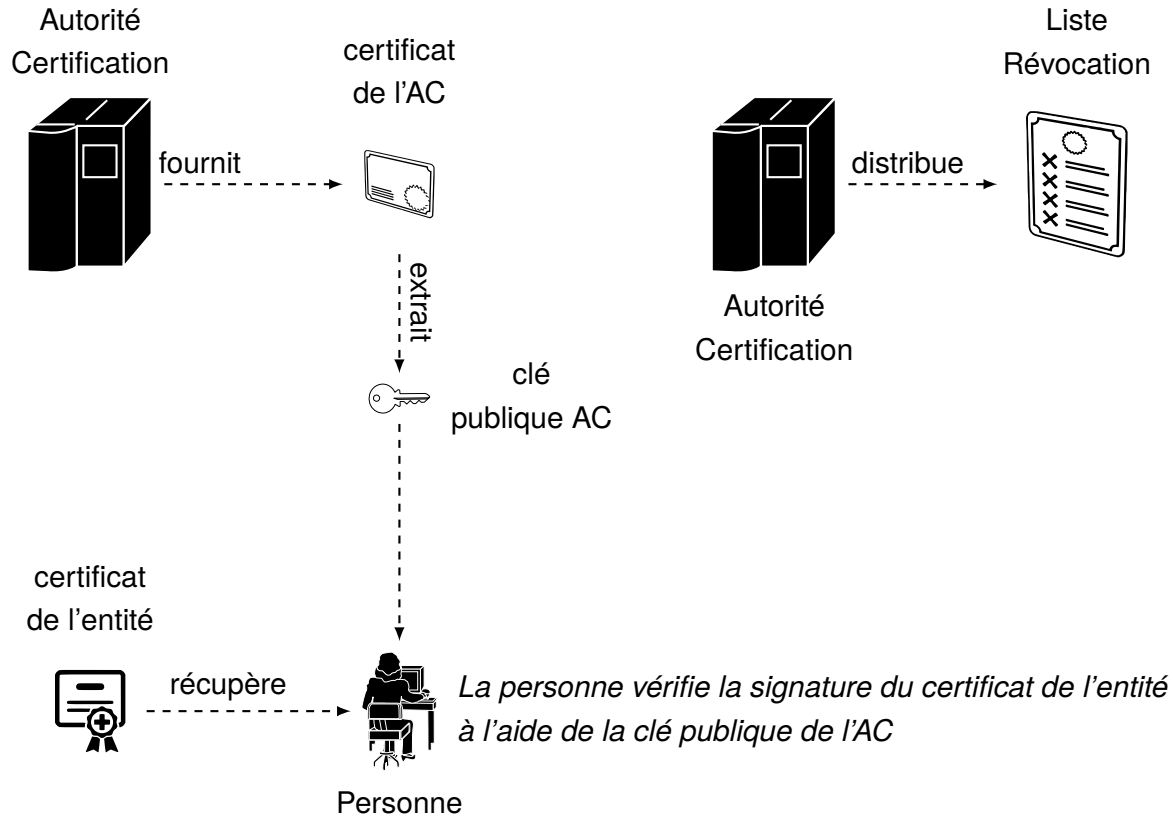 Autorité
Certification
certificat
de l'AC
fournit
extrait
clé
publique AC
Liste
Révocation
distribue
Autorité
Certification
certificat
de l'entité
récupère
La personne vérifie la signature du certificat de l'entité
à l'aide de la clé publique de l'AC
Personne